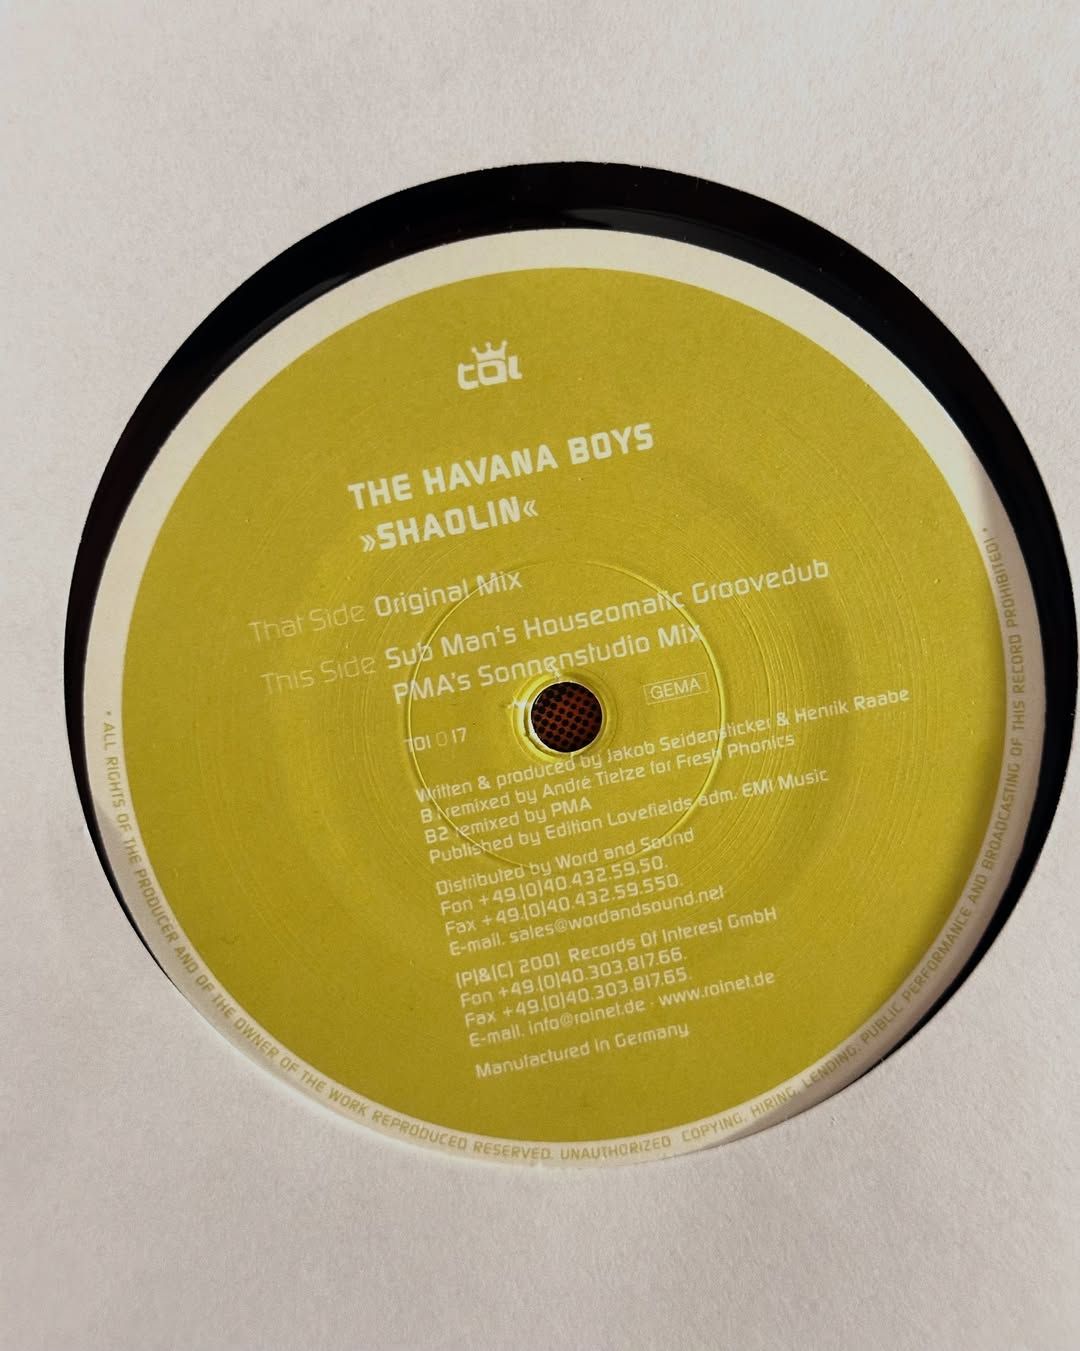 TOI
THE HAVANA BOYS
»SHAOLIN«
That Side Original Mix
This Side Sub Man's Houseomatic Groovedub
PMA's Sonnenstudio Mix
GEMA
TOI 017
Written & produced by Jakob Seidensticker & Henrik Raabe
B1 remixed by André Tietze for Fresh Phonics
B2 remixed by PMA
Published by Edition Lovefields adm. EMI Music
Distributed by Word and Sound
Fon +49.(0)40.432.59.50.
Fax +49.(0)40.432.59.550.
E-mail. sales@wordandsound.net
(P)&(C) 2001 Records Of Interest GmbH
Fon +49.(0)40.303.817.66.
Fax +49.(0)40.303.817.65.
E-mail. info@roinet.de · www.roinet.de
Manufactured in Germany
• ALL RIGHTS OF THE PRODUCER AND OF THE OWNER OF THE WORK REPRODUCED RESERVED. UNAUTHORIZED COPYING, HIRING, LENDING, PUBLIC PERFORMANCE AND BROADCASTING OF THIS RECORD PROHIBITED! •